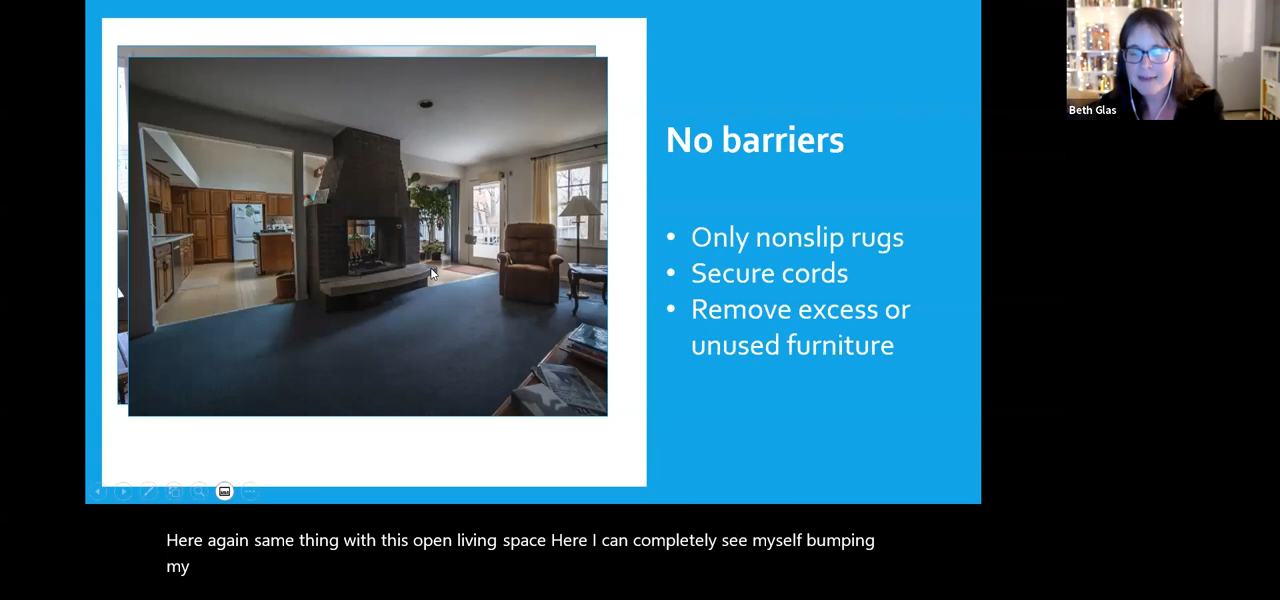 No barriers
• Only nonslip rugs
• Secure cords
• Remove excess or
unused furniture
Beth Glas
Here again same thing with this open living space Here I can completely see myself bumping
my